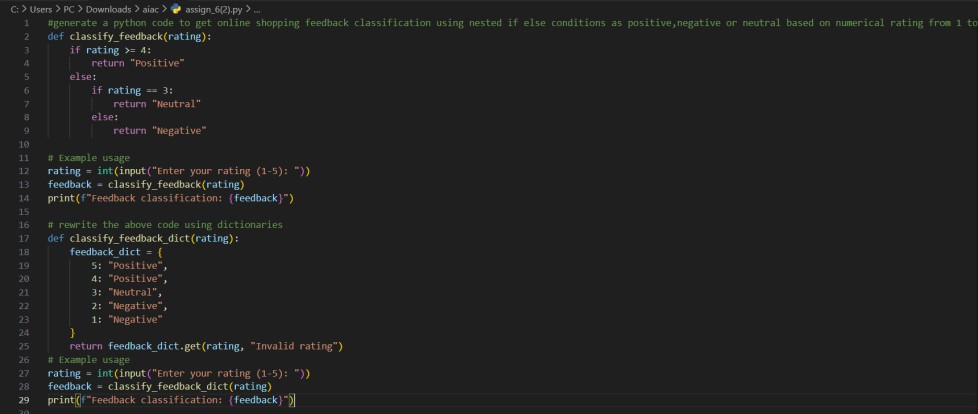 C: > Users > PC > Downloads > aiac > assign_6(2).py > ...
1 #generate a python code to get online shopping feedback classification using nested if else conditions as positive,negative or neutral based on numerical rating from 1 to
2 def classify_feedback(rating):
3     if rating >= 4:
4         return "Positive"
5     else:
6         if rating == 3:
7             return "Neutral"
8         else:
9             return "Negative"
10
11 # Example usage
12 rating = int(input("Enter your rating (1-5): "))
13 feedback = classify_feedback(rating)
14 print(f"Feedback classification: {feedback}")
15
16 # rewrite the above code using dictionaries
17 def classify_feedback_dict(rating):
18     feedback_dict = {
19         5: "Positive",
20         4: "Positive",
21         3: "Neutral",
22         2: "Negative",
23         1: "Negative"
24     }
25     return feedback_dict.get(rating, "Invalid rating")
26 # Example usage
27 rating = int(input("Enter your rating (1-5): "))
28 feedback = classify_feedback_dict(rating)
29 print(f"Feedback classification: {feedback}")
30